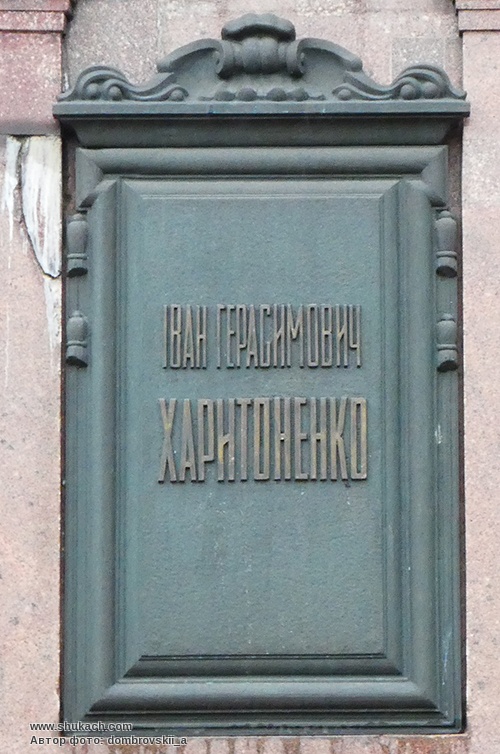 ІВАН ГЕРАСИМОВИЧ
ХАРИТОНЕНКО
www.shukach.com
Автор фото: dombrovskii_a